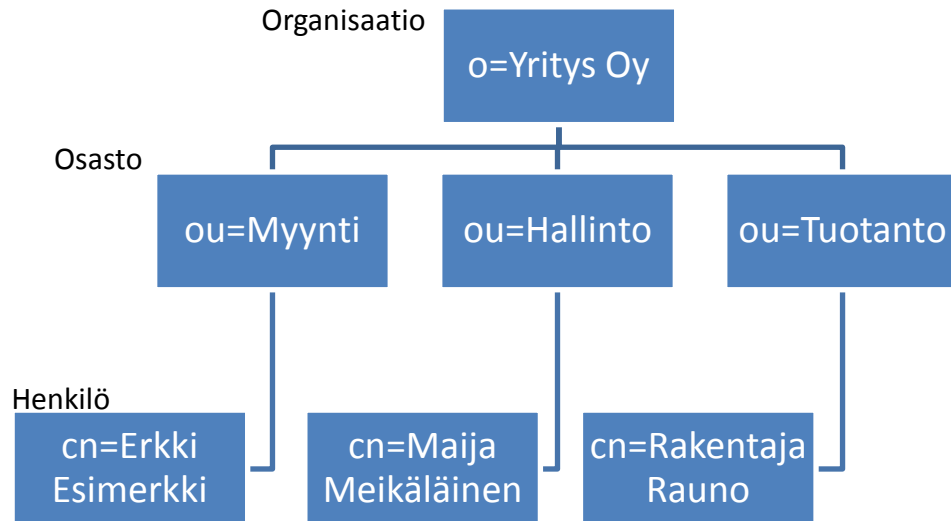 Organisaatio
o=Yritys Oy
Osasto
ou=Myynti
ou=Hallinto
ou=Tuotanto
Henkilö
cn=Erkki
Esimerkki
cn=Maija
Meikäläinen
cn=Rakentaja
Rauno